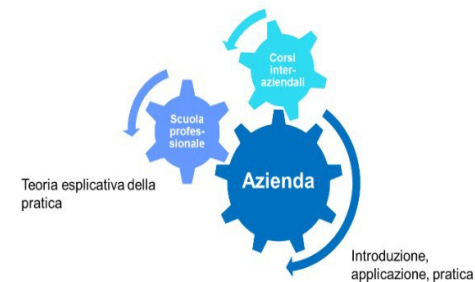 Corsi
inter-
aziendali
Scuola
profes-
sionale
Azienda
Teoria esplicativa della
pratica
Introduzione,
applicazione, pratica